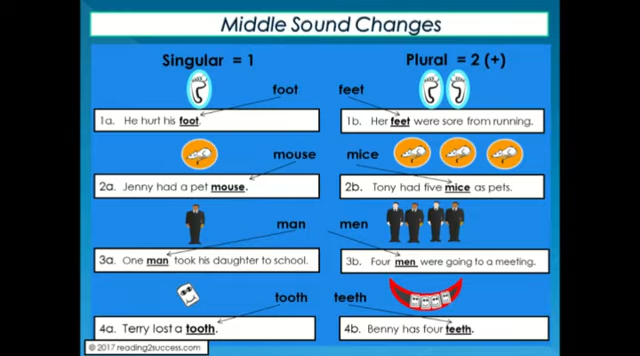 Middle Sound Changes
Singular = 1
Plural = 2 (+)
foot
feet
1a. He hurt his foot.
1b. Her feet were sore from running.
mouse
mice
2a. Jenny had a pet mouse.
2b. Tony had five mice as pets.
man
men
3a. One man took his daughter to school.
3b. Four men were going to a meeting.
tooth
teeth
4a. Terry lost a tooth.
4b. Benny has four teeth.
© 2017 reading2success.com